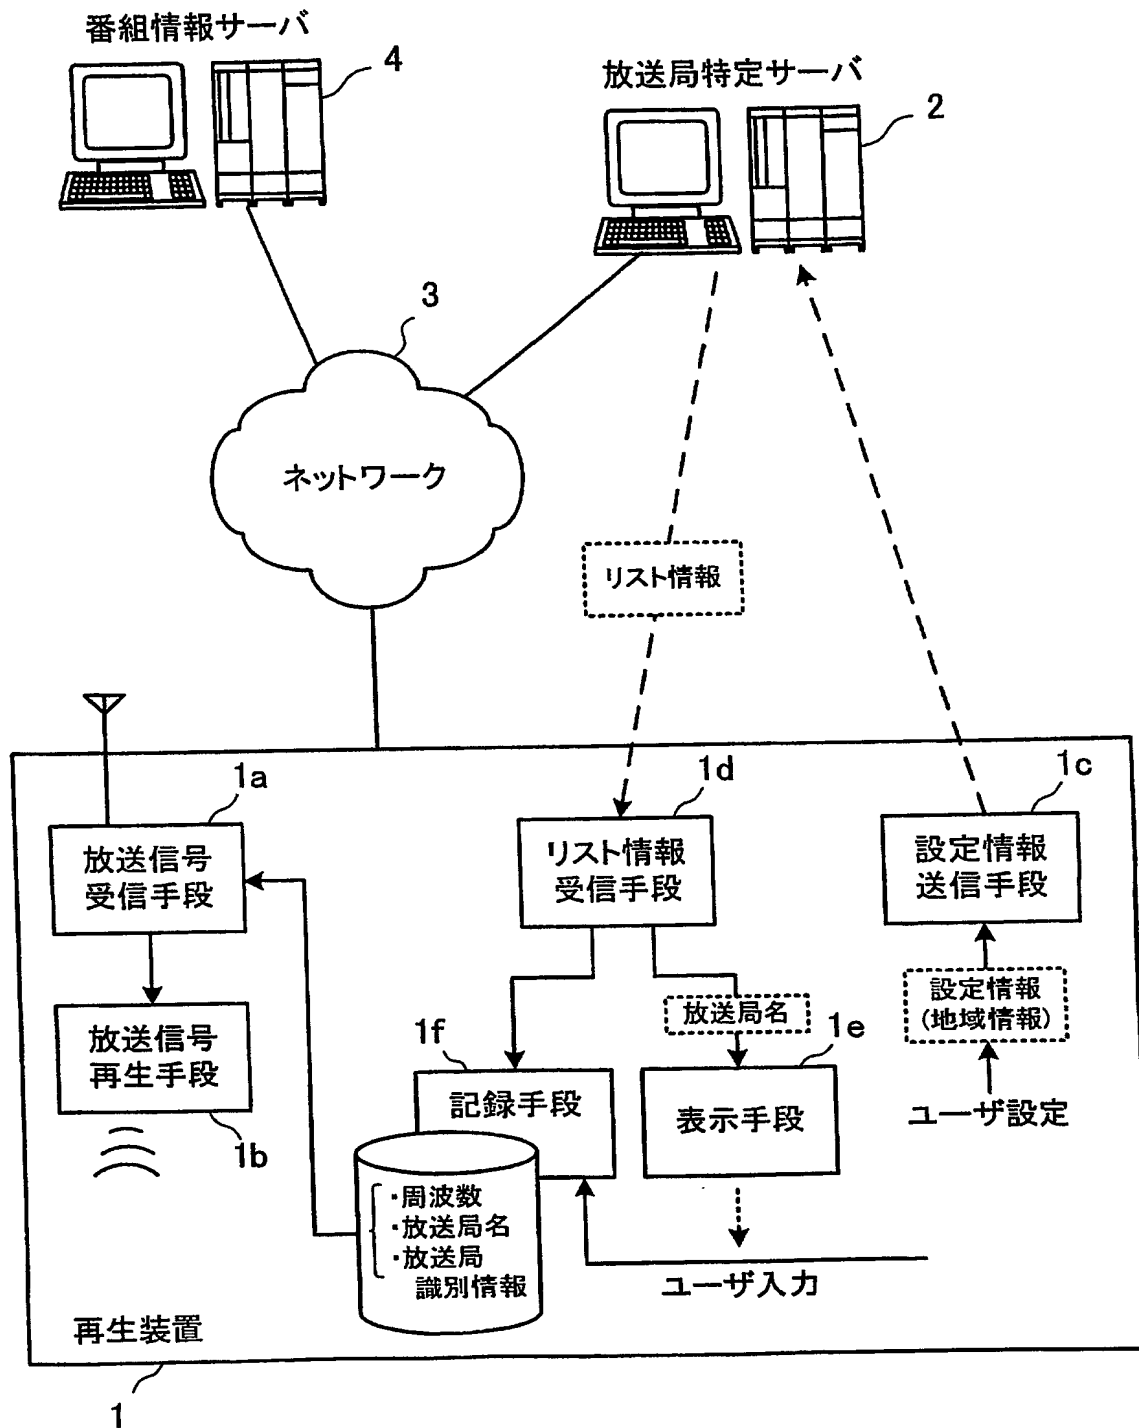 番組情報サーバ
4
放送局特定サーバ
2
3
ネットワーク
リスト情報
1a
放送信号
受信手段
1d
リスト情報
受信手段
1c
設定情報
送信手段
放送信号
再生手段
1b
放送局名
設定情報
(地域情報)
1f
記録手段
1e
表示手段
ユーザ設定
・周波数
・放送局名
・放送局
識別情報
ユーザ入力
再生装置
1